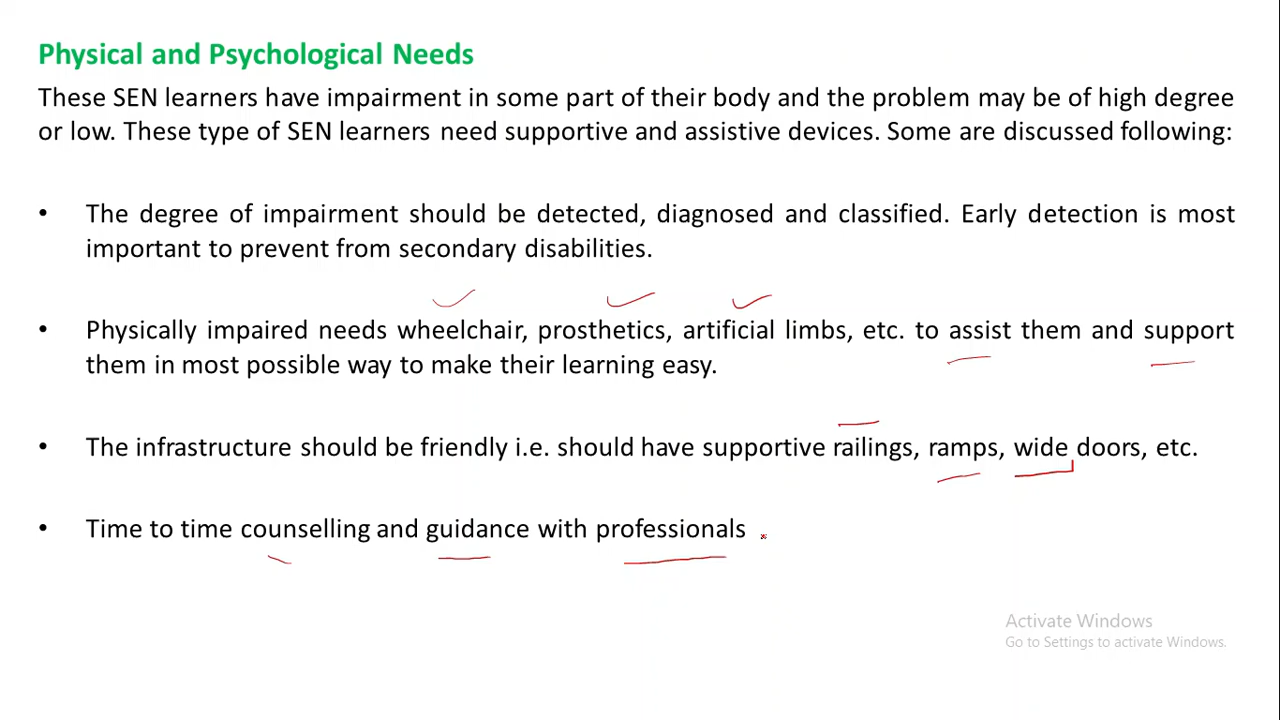 Physical and Psychological Needs
These SEN learners have impairment in some part of their body and the problem may be of high degree
or low. These type of SEN learners need supportive and assistive devices. Some are discussed following:
• The degree of impairment should be detected, diagnosed and classified. Early detection is most
important to prevent from secondary disabilities.
• Physically impaired needs wheelchair, prosthetics, artificial limbs, etc. to assist them and support
them in most possible way to make their learning easy.
• The infrastructure should be friendly i.e. should have supportive railings, ramps, wide doors, etc.
• Time to time counselling and guidance with professionals
Activate Windows
Go to Settings to activate Windows.